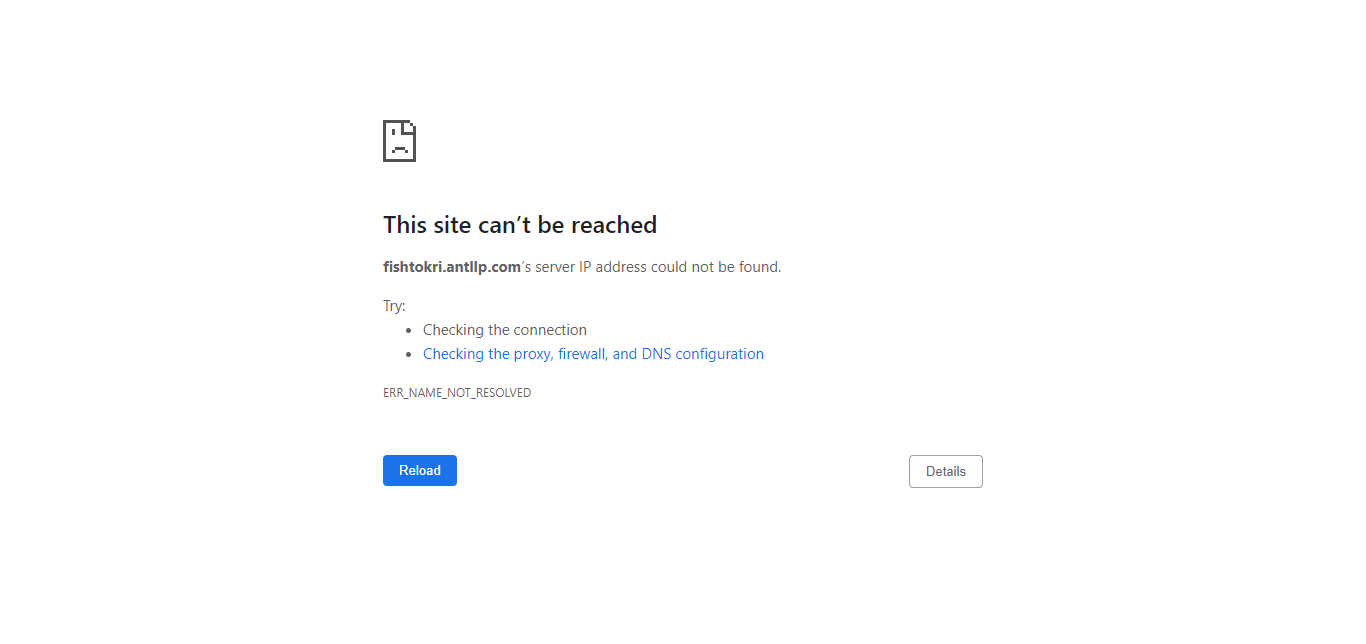 This site can’t be reached
fishtokri.antllp.com’s server IP address could not be found.
Try:
• Checking the connection
• Checking the proxy, firewall, and DNS configuration
ERR_NAME_NOT_RESOLVED
Reload
Details